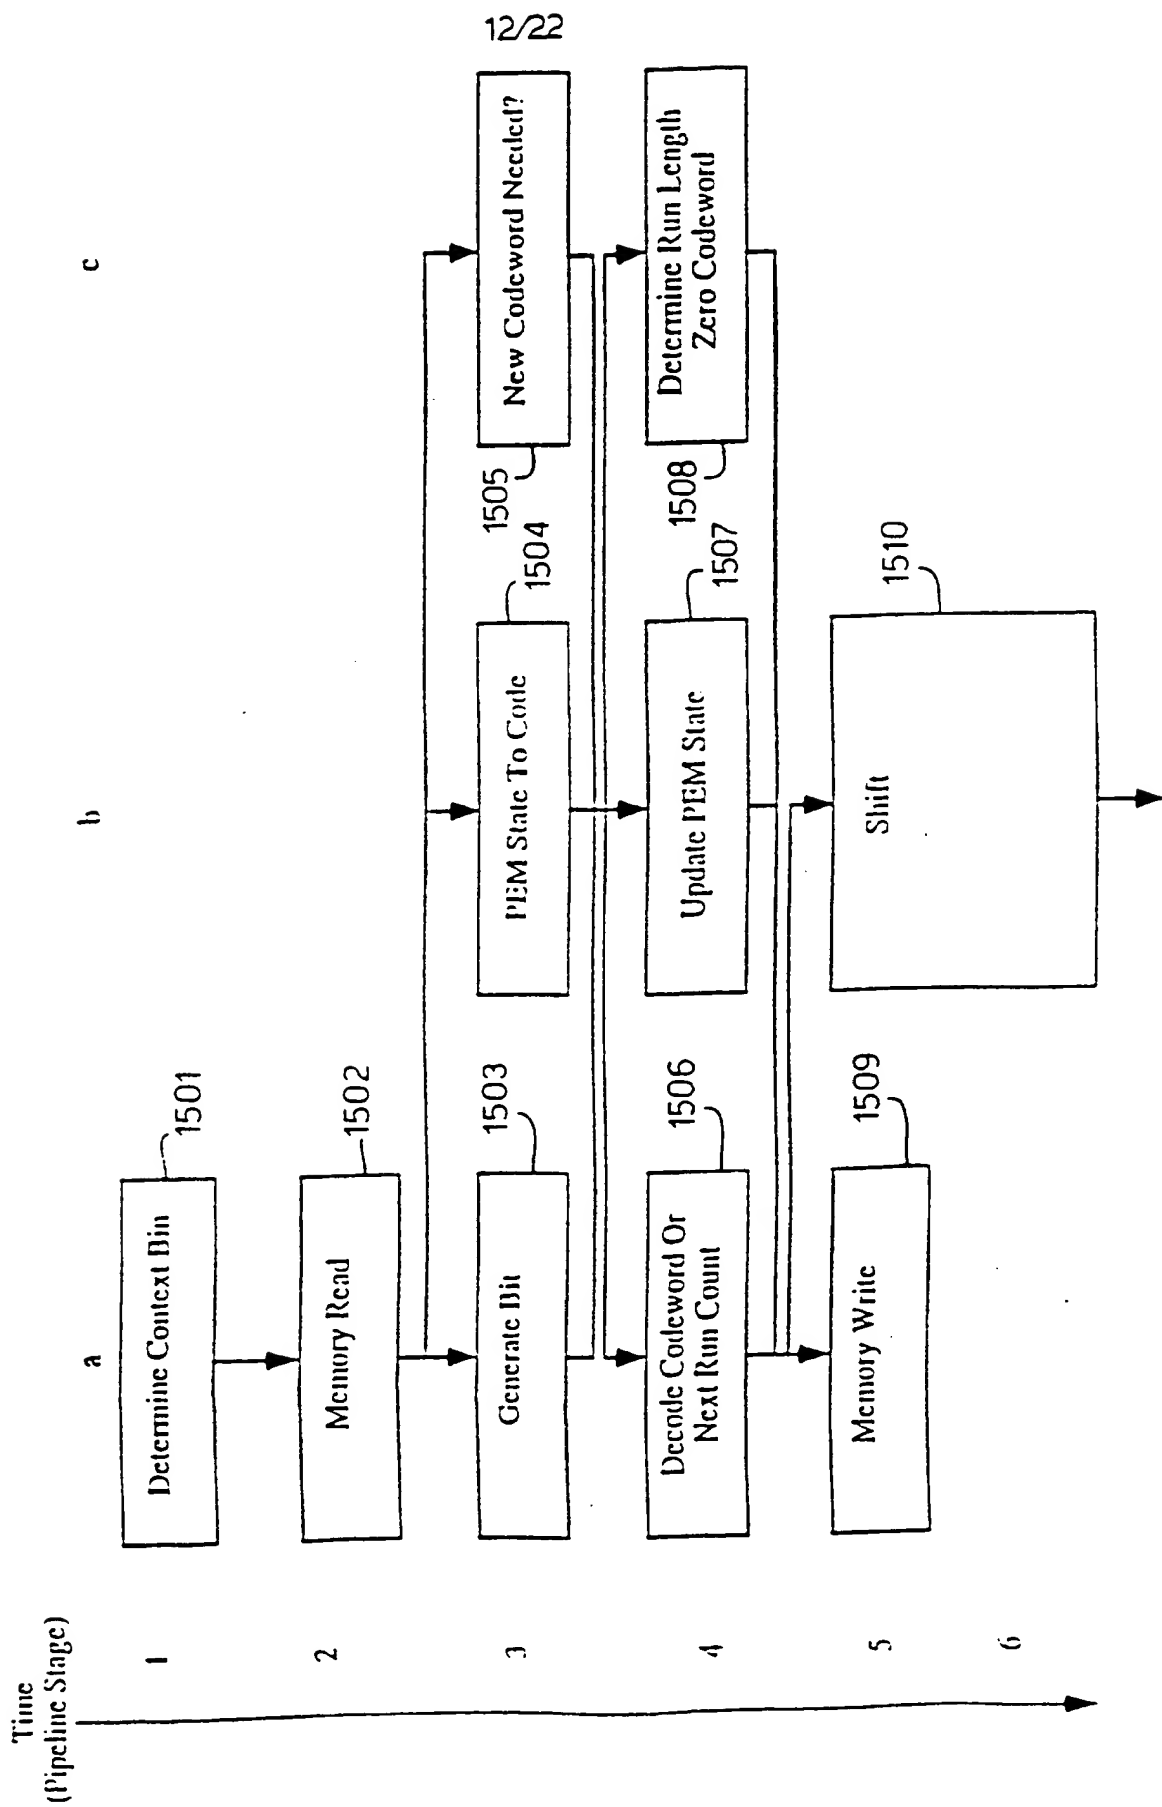 12/22
Time
(Pipeline Stage)
a
b
c
1
Determine Context Bin
1501
2
Memory Read
1502
3
Generate Bit
1503
PEM State To Code
1504
New Codeword Needed?
1505
4
Decode Codeword Or
Next Run Count
1506
Update PEM State
1507
Determine Run Length
Zero Codeword
1508
5
Memory Write
1509
Shift
1510
6